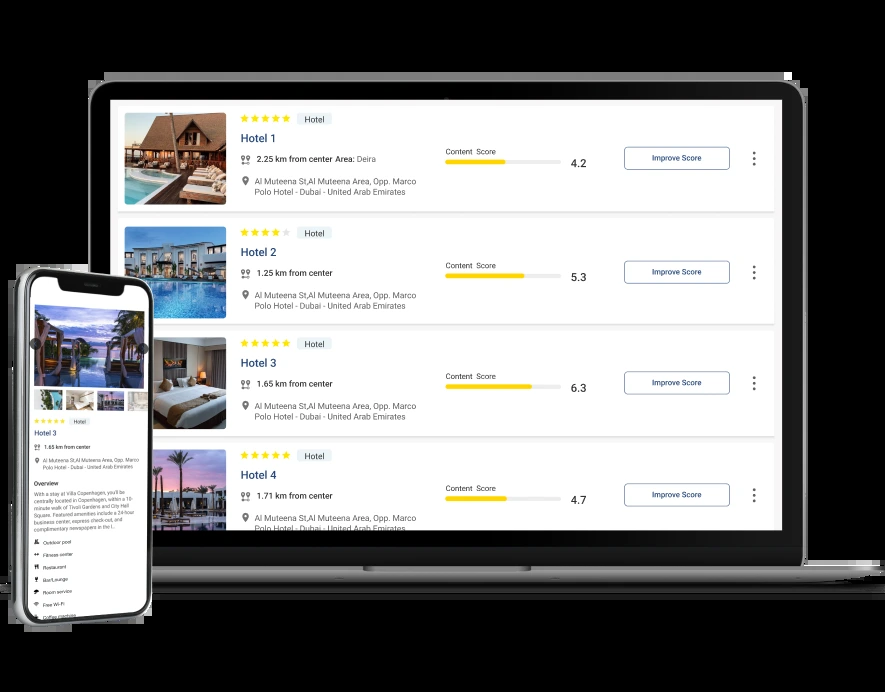 Hotel
Hotel 1
2.25 km from center Area: Deira
Al Muteena St,Al Muteena Area, Opp. Marco
Polo Hotel - Dubai - United Arab Emirates
Content Score
4.2
Improve Score
Hotel
Hotel 2
1.25 km from center
Al Muteena St,Al Muteena Area, Opp. Marco
Polo Hotel - Dubai - United Arab Emirates
Content Score
5.3
Improve Score
Hotel
Hotel 3
1.65 km from center
Al Muteena St,Al Muteena Area, Opp. Marco
Polo Hotel - Dubai - United Arab Emirates
Content Score
6.3
Improve Score
Hotel
Hotel 4
1.71 km from center
Al Muteena St,Al Muteena Area, Opp. Marco
Polo Hotel - Dubai - United Arab Emirates
Content Score
4.7
Improve Score
Hotel
Hotel 3
1.65 km from center
Al Muteena St,Al Muteena Area, Opp. Marco
Polo Hotel - Dubai - United Arab Emirates
Overview
With a stay at Villa Copenhagen, you'll be
centrally located in Copenhagen, within a 10-
minute walk of Tivoli Gardens and City Hall
Square. Featured amenities include a 24-hour
business center, express check-out, and
complimentary newspapers in the l...
Outdoor pool
Fitness center
Restaurant
Bar/Lounge
Room service
Free Wi-Fi